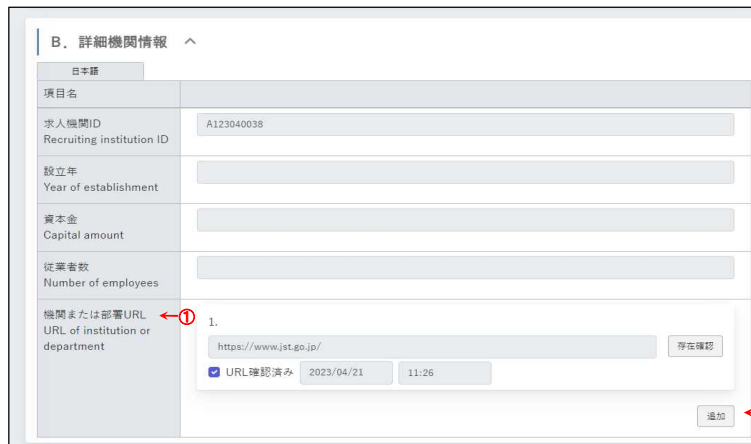 B. 詳細機関情報
日本語
項目名
求人機関ID
Recruiting institution ID
A123040038
設立年
Year of establishment
資本金
Capital amount
従業者数
Number of employees
機関または部署URL
URL of institution or
department
①
1.
https://www.jst.go.jp/
存在確認
URL確認済み 2023/04/21 11:26
追加